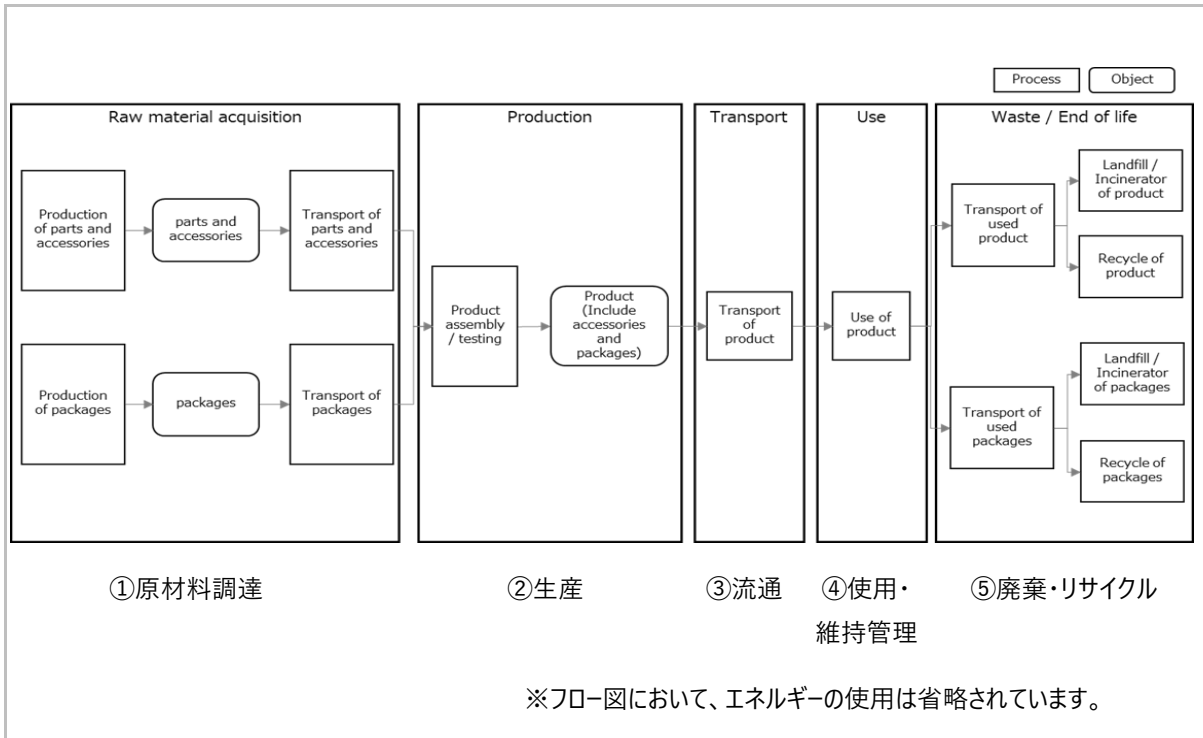 Process
Object
Raw material acquisition
Production
Transport
Use
Waste / End of life
Production
of parts and
accessories
parts and
accessories
Transport of
parts and
accessories
Production
of packages
packages
Transport of
packages
Product
assembly
/ testing
Product
(Include
accessories
and
packages)
Transport
of
product
Use of
product
Transport of
used
product
Landfill /
Incinerator
of product
Recycle of
product
Transport of
used
packages
Landfill /
Incinerator
of packages
Recycle of
packages
①原材料調達
②生産
③流通
④使用・
維持管理
⑤廃棄・リサイクル
※フロー図において、エネルギーの使用は省略されています。